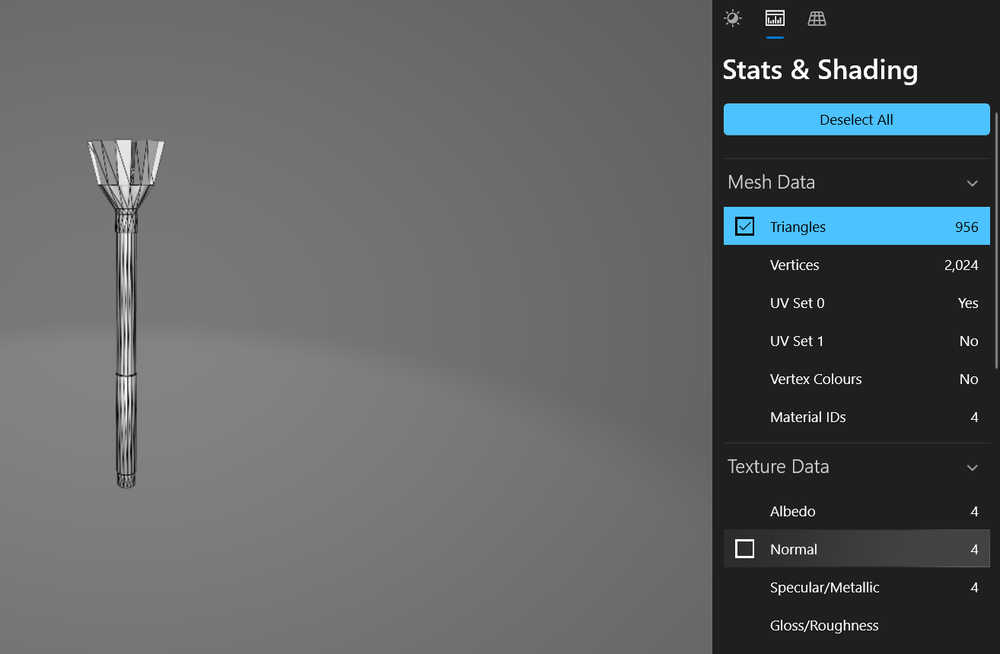 Stats & Shading
Deselect All
Mesh Data
Triangles 956
Vertices 2,024
UV Set 0 Yes
UV Set 1 No
Vertex Colours No
Material IDs 4
Texture Data
Albedo 4
Normal 4
Specular/Metallic 4
Gloss/Roughness